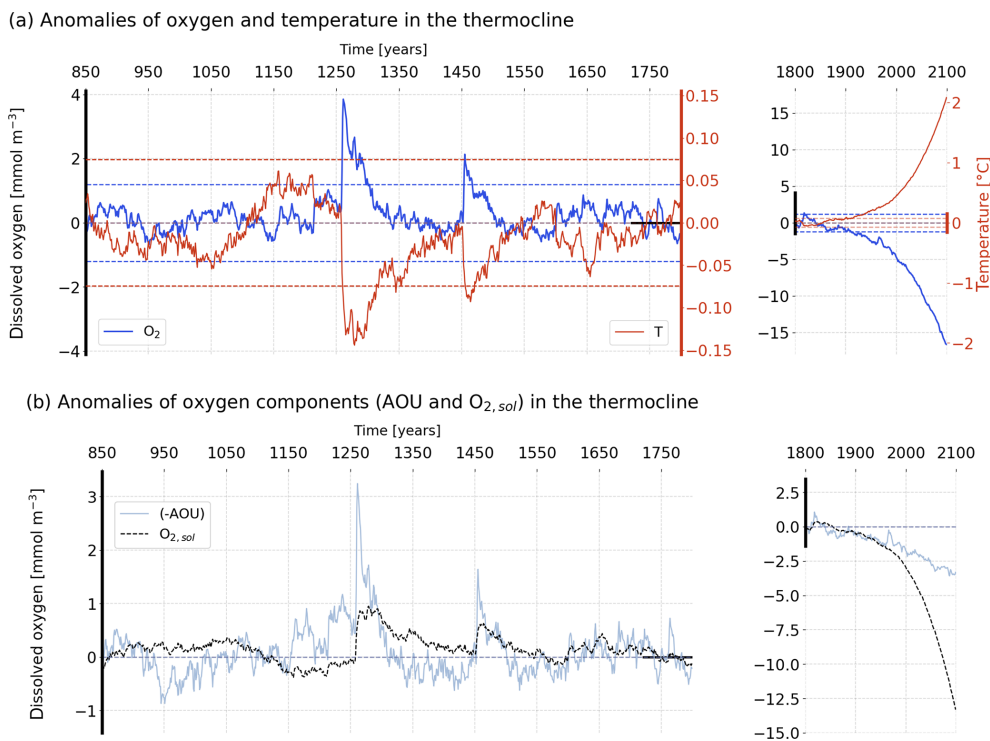 (a) Anomalies of oxygen and temperature in the thermocline
Time [years]
850 950 1050 1150 1250 1350 1450 1550 1650 1750
1800 1900 2000 2100
Dissolved oxygen [mmol m⁻³]
4
2
0
−2
−4
0.15
0.10
0.05
0.00
−0.05
−0.10
−0.15
O₂
T
15
10
5
0
−5
−10
−15
2
1
0
−1
−2
Temperature [°C]
(b) Anomalies of oxygen components (AOU and O₂,sol) in the thermocline
Time [years]
850 950 1050 1150 1250 1350 1450 1550 1650 1750
1800 1900 2000 2100
Dissolved oxygen [mmol m⁻³]
3
2
1
0
−1
(-AOU)
O₂,sol
2.5
0.0
−2.5
−5.0
−7.5
−10.0
−12.5
−15.0